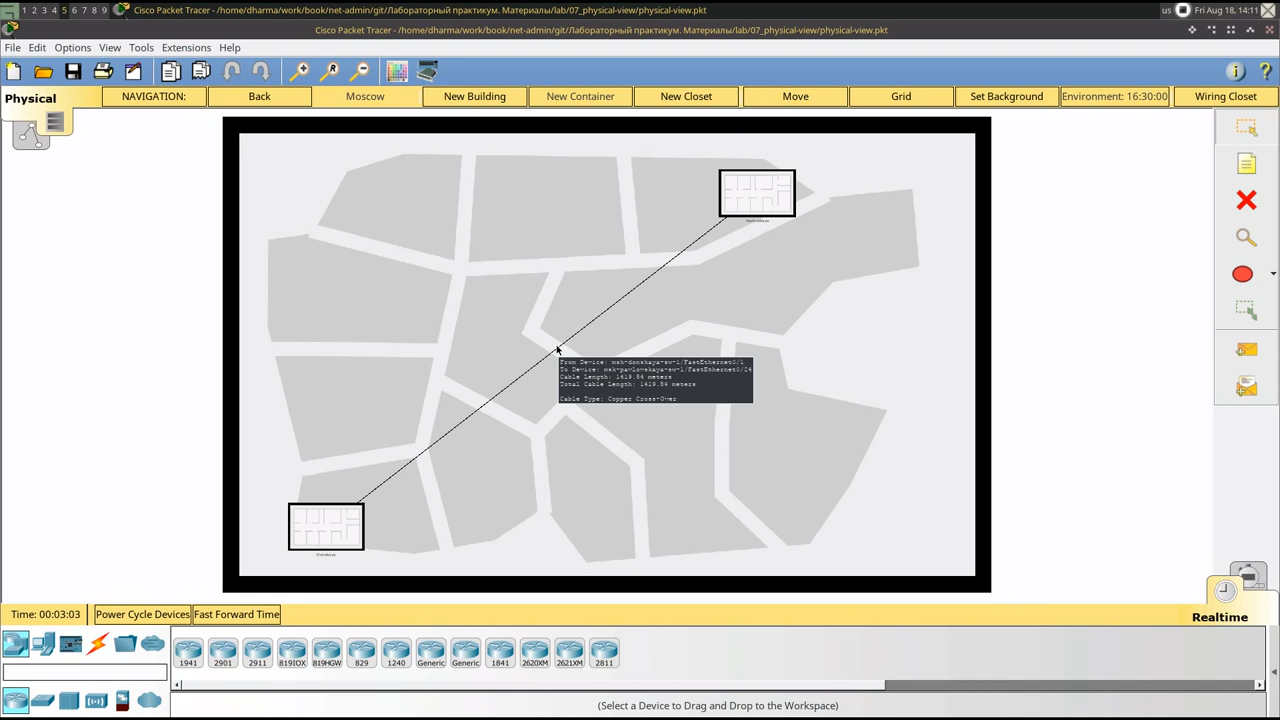 1 2 3 4 5 6 7 8 9 Cisco Packet Tracer - /home/dharma/work/book/net-admin/git/Лабораторный практикум. Материалы/lab/07_physical-view/physical-view.pkt us Fri Aug 18, 14:11
Cisco Packet Tracer - /home/dharma/work/book/net-admin/git/Лабораторный практикум. Материалы/lab/07_physical-view/physical-view.pkt
File Edit Options View Tools Extensions Help
Physical NAVIGATION: Back Moscow New Building New Container New Closet Move Grid Set Background Environment: 16:30:00 Wiring Closet
From Device: msk-donskaya-sw-1/FastEthernet0/1
To Device: msk-pavlovskaya-sw-1/FastEthernet0/24
Cable Length: 1419.54 meters
Total Cable Length: 1419.54 meters
Cable Type: Copper Cross-Over
Time: 00:03:03 Power Cycle Devices Fast Forward Time Realtime
1941 2901 2911 819IOX 819HGW 829 1240 Generic Generic 1841 2620XM 2621XM 2811
(Select a Device to Drag and Drop to the Workspace)